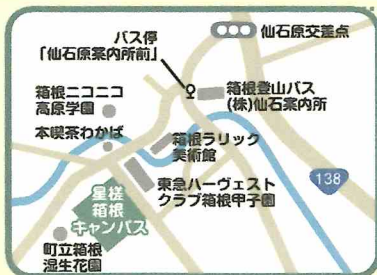 バス停
「仙石原案内所前」
仙石原交差点
箱根ニコニコ
高原学園
箱根登山バス
(株)仙石案内所
本喫茶わかば
箱根ラリック
美術館
138
星槎
箱根
キャンパス
東急ハーヴェスト
クラブ箱根甲子園
町立箱根
湿生花園